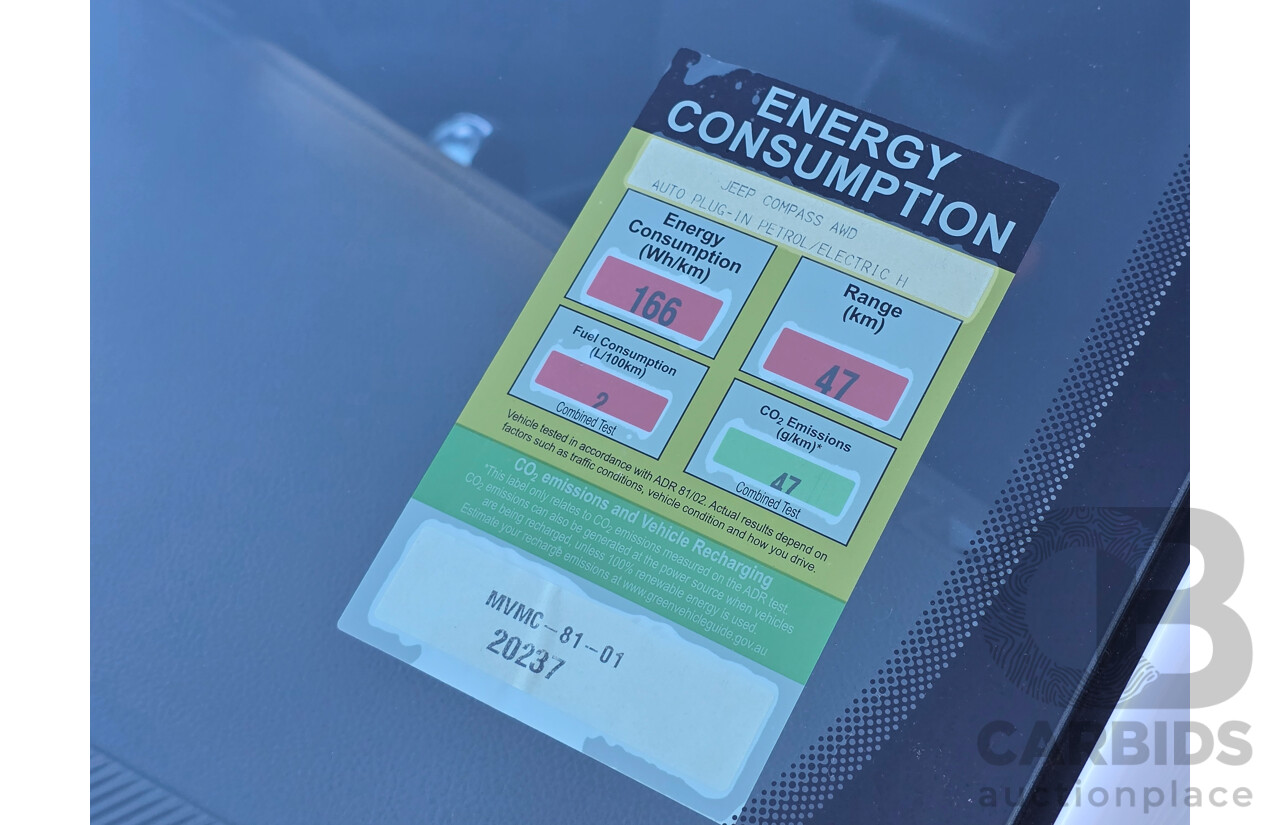 ENERGY
CONSUMPTION
JEEP COMPASS AWD
AUTO PLUG-IN PETROL/ELECTRIC H
Energy
Consumption
(Wh/km)
166
Range
(km)
47
Fuel Consumption
(L/100km)
2
Combined Test
CO2 Emissions
(g/km)*
47
Combined Test
Vehicle tested in accordance with ADR 81/02. Actual results depend on
factors such as traffic conditions, vehicle condition and how you drive.
CO2 emissions and Vehicle Recharging
*This label only relates to CO2 emissions measured on the ADR test.
CO2 emissions can also be generated at the power source when vehicles
are being recharged, unless 100% renewable energy is used.
Estimate your recharge emissions at www.greenvehicleguide.gov.au
MVMC-81-01
20237
CARBIDS
auctionplace